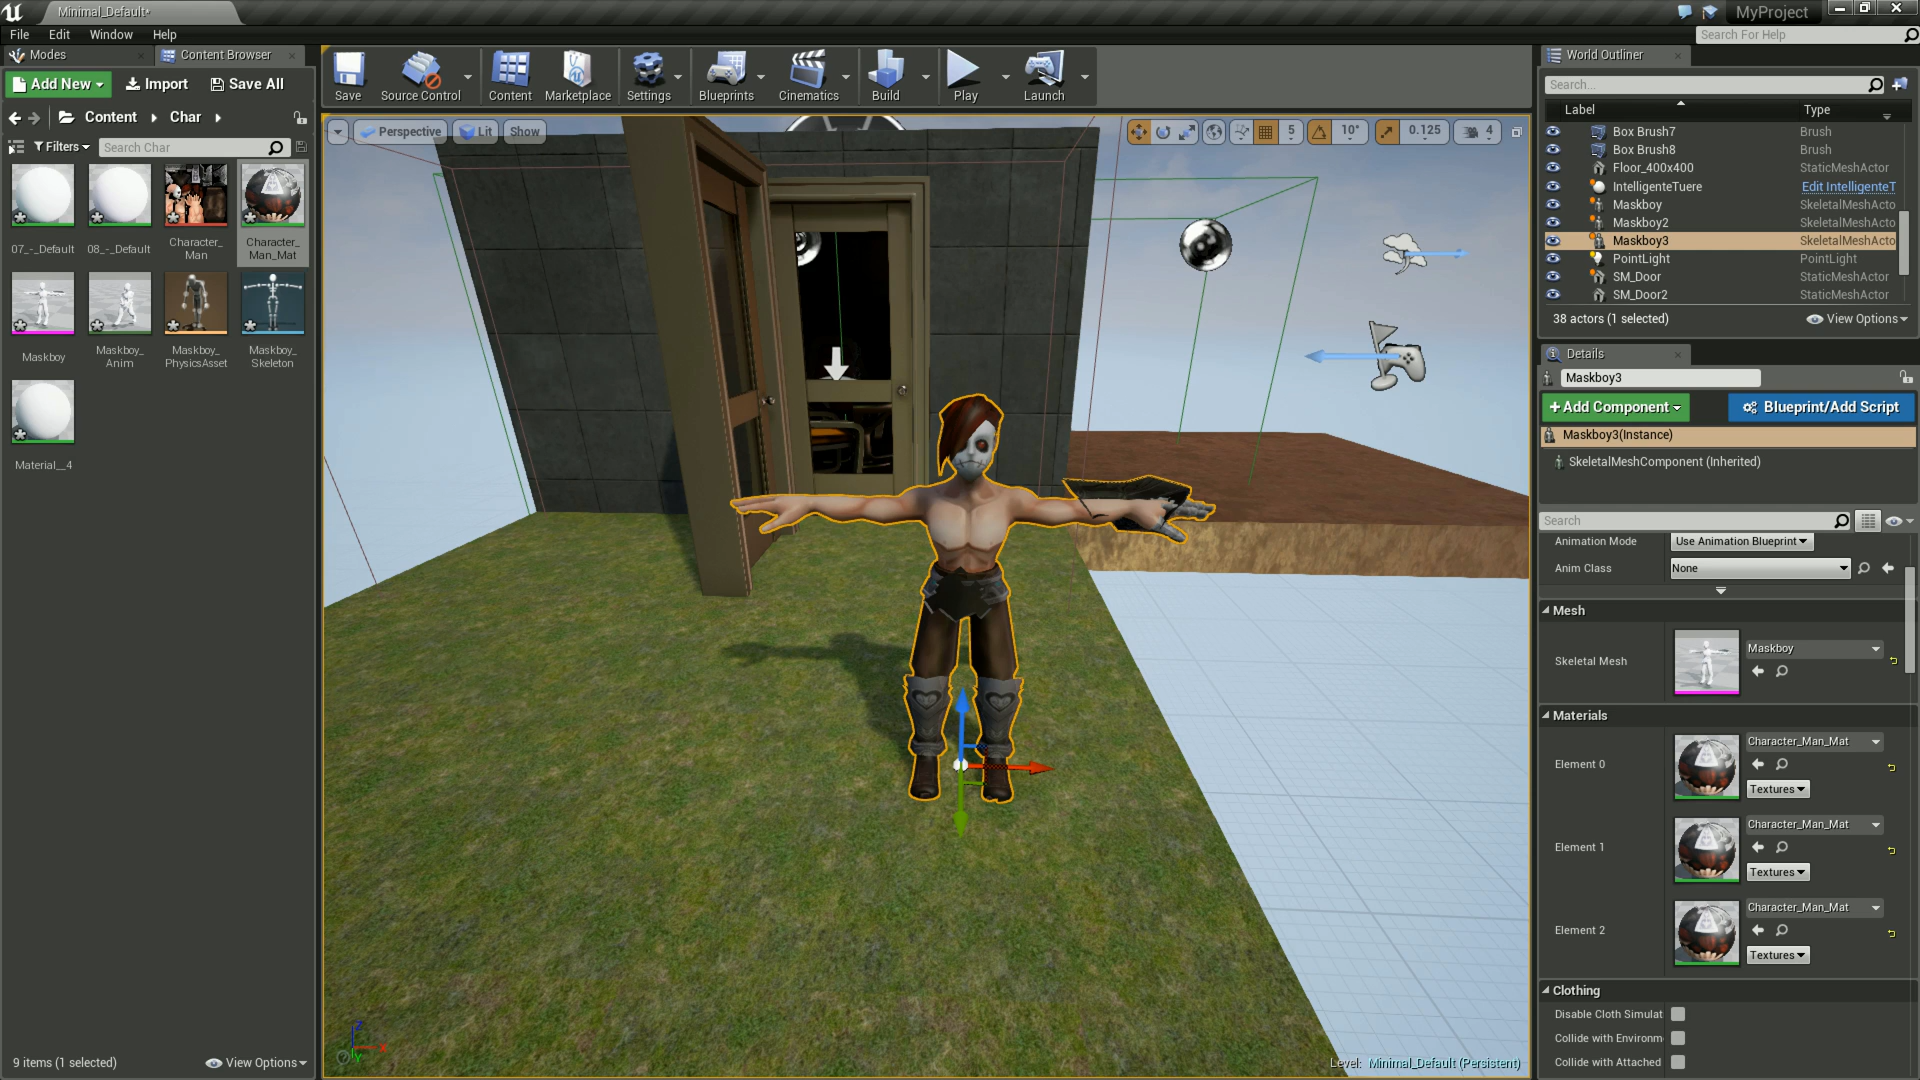 Minimal_Default*
MyProject
File Edit Window Help
Search For Help
Modes
Content Browser
World Outliner
Add New
Import
Save All
Save
Source Control
Content
Marketplace
Settings
Blueprints
Cinematics
Build
Play
Launch
Search...
Label
Type
Content
Char
Filters
Search Char
Perspective
Lit
Show
5
10°
0.125
4
Box Brush7 Brush
Box Brush8 Brush
Floor_400x400 StaticMeshActor
IntelligenteTuere Edit IntelligenteT
Maskboy SkeletalMeshActo
Maskboy2 SkeletalMeshActo
Maskboy3 SkeletalMeshActo
PointLight PointLight
SM_Door StaticMeshActor
SM_Door2 StaticMeshActor
38 actors (1 selected)
View Options
07_-_Default
08_-_Default
Character_
Man
Character_
Man_Mat
Maskboy
Maskboy_
Anim
Maskboy_
PhysicsAsset
Maskboy_
Skeleton
Material__4
Details
Maskboy3
+Add Component
Blueprint/Add Script
Maskboy3(Instance)
SkeletalMeshComponent (Inherited)
Search
Animation Mode Use Animation Blueprint
Anim Class None
Mesh
Skeletal Mesh
Maskboy
Materials
Element 0
Character_Man_Mat
Textures
Element 1
Character_Man_Mat
Textures
Element 2
Character_Man_Mat
Textures
Clothing
Disable Cloth Simulat
Collide with Environm
Collide with Attached
9 items (1 selected)
View Options
Z
X
Y
Level: Minimal_Default (Persistent)